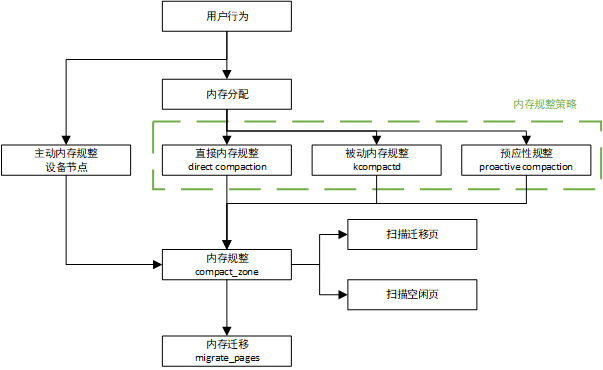 用户行为
内存分配
内存规整策略
主动内存规整
设备节点
直接内存规整
direct compaction
被动内存规整
kcompactd
预应性规整
proactive compaction
内存规整
compact_zone
扫描迁移页
扫描空闲页
内存迁移
migrate_pages